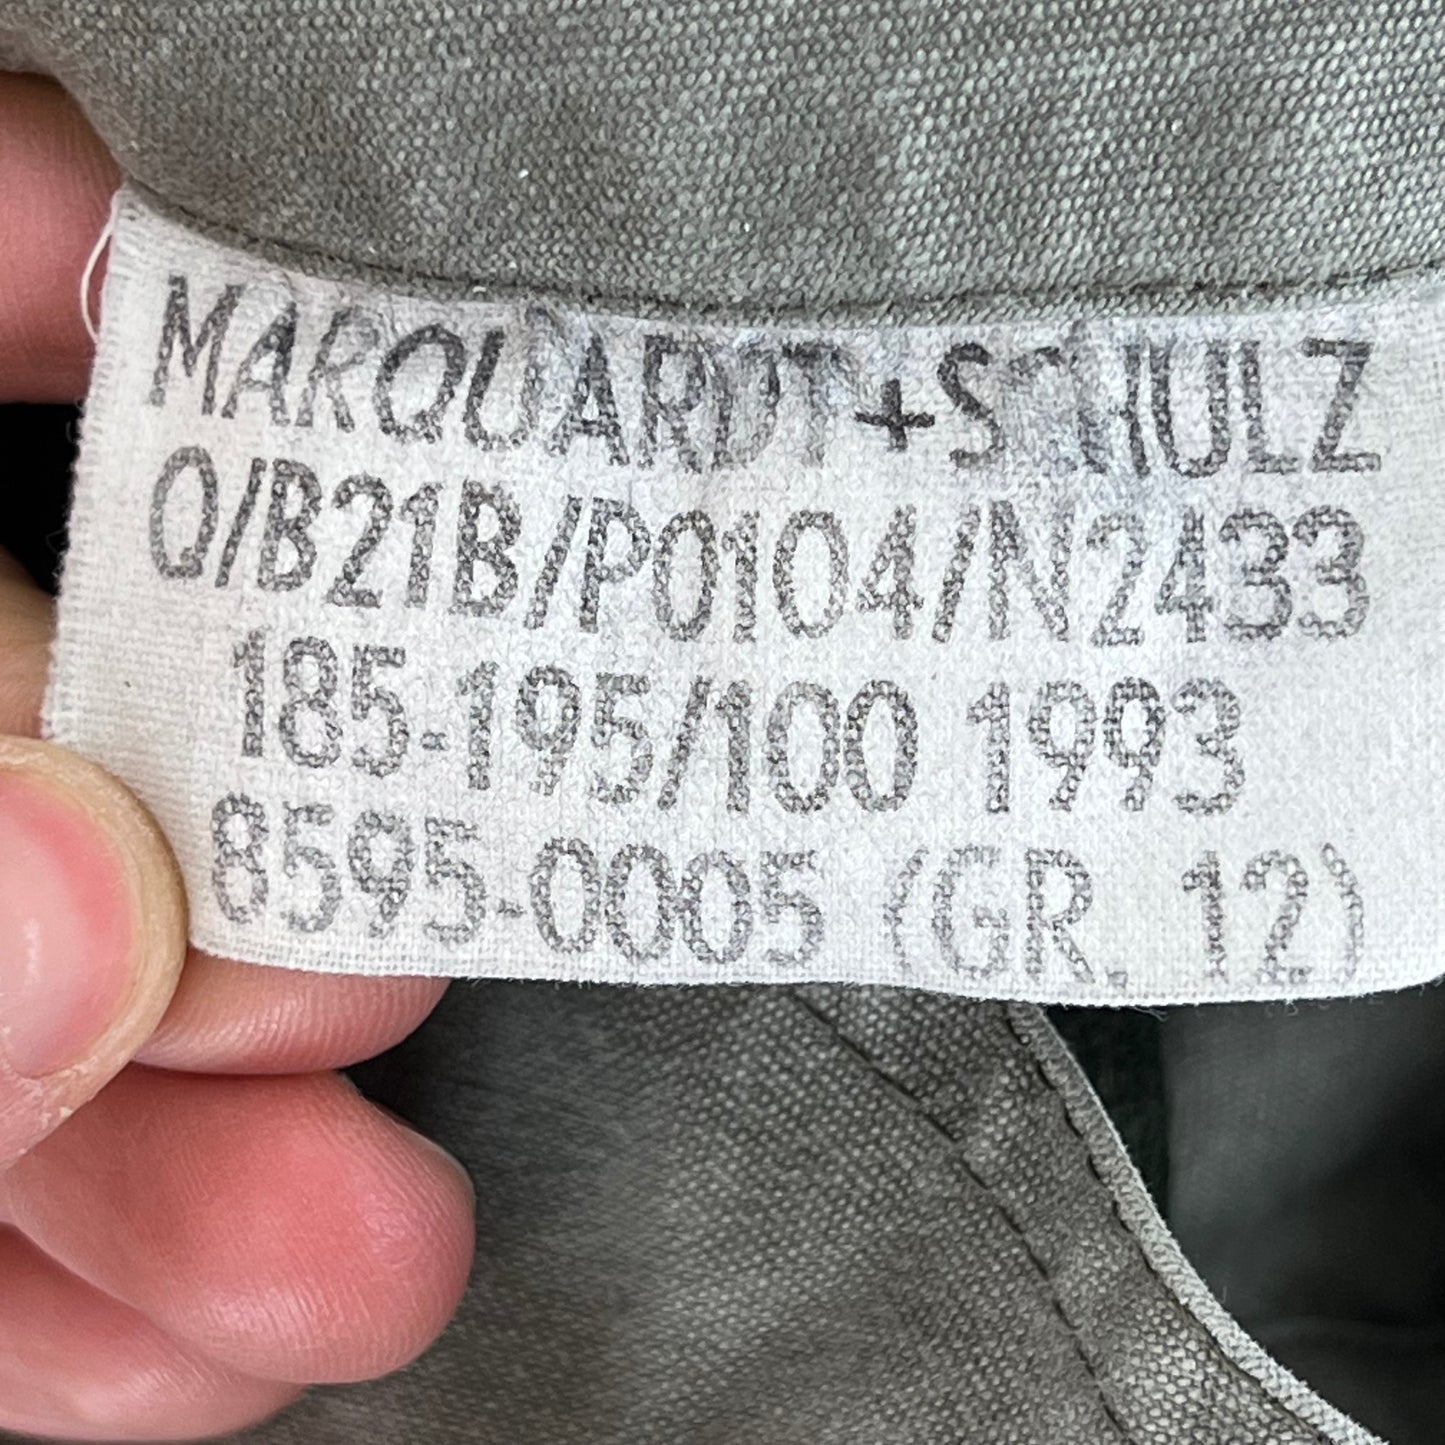 MARQUARDT+SCHULZ
Q/B21B/P0104/N2433
185-195/100 1993
8595-0005 (GR. 12)